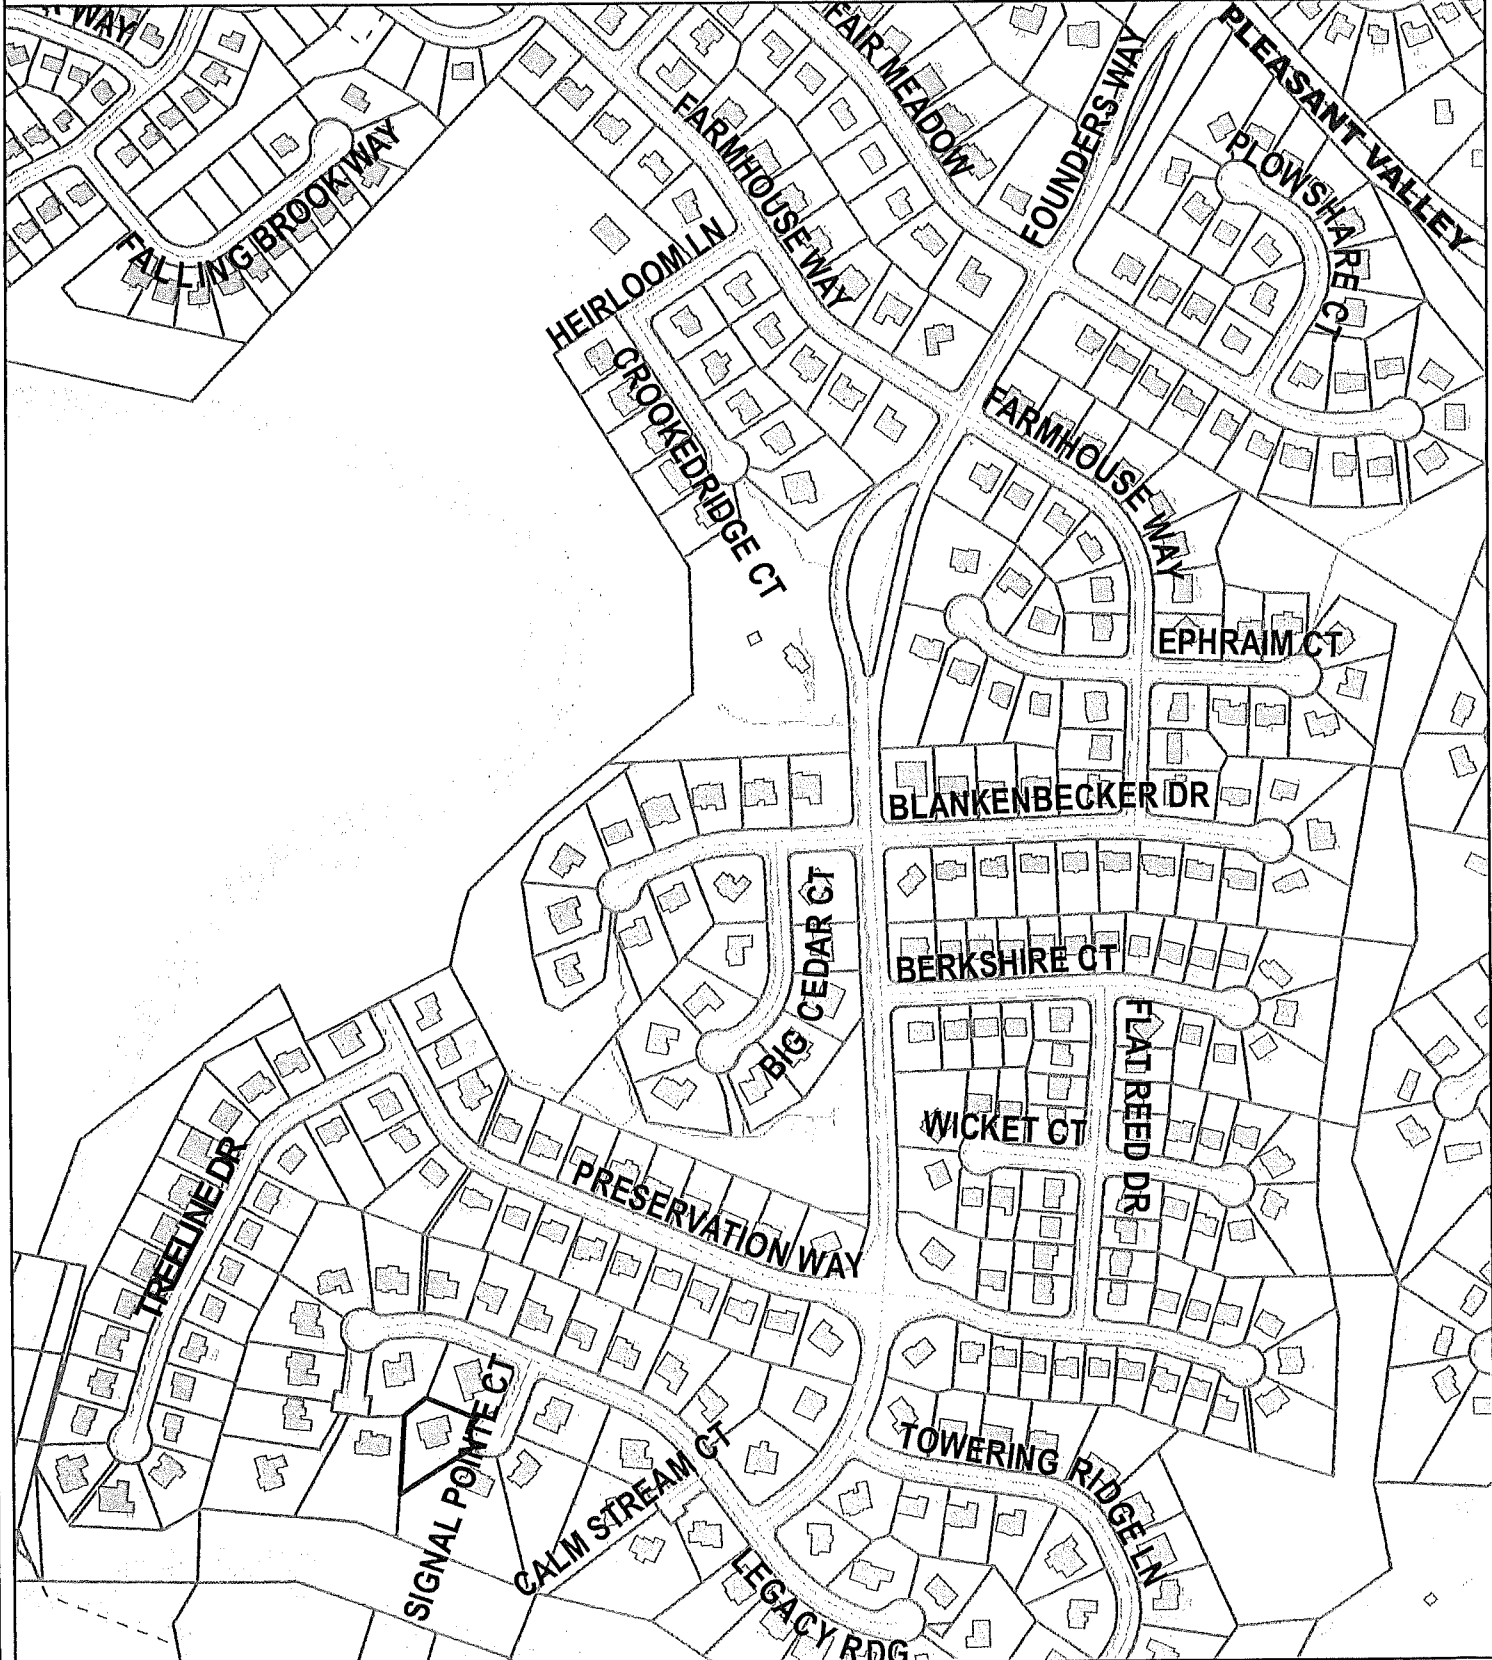 WAY
FAIR MEADOW
FOUNDERS WAY
PLEASANT VALLEY
FARMHOUSE WAY
PLOWSHARE CT
FALLING BROOK WAY
HEIRLOOM LN
CROOKEDRIDGE CT
FARMHOUSE WAY
EPHRAIM CT
BLANKENBECKER DR
BIG CEDAR CT
BERKSHIRE CT
FLAT REED DR
WICKET CT
TREELINE DR
PRESERVATION WAY
SIGNAL POINTE CT
CALM STREAM CT
TOWERING RIDGE LN
LEGACY RDG